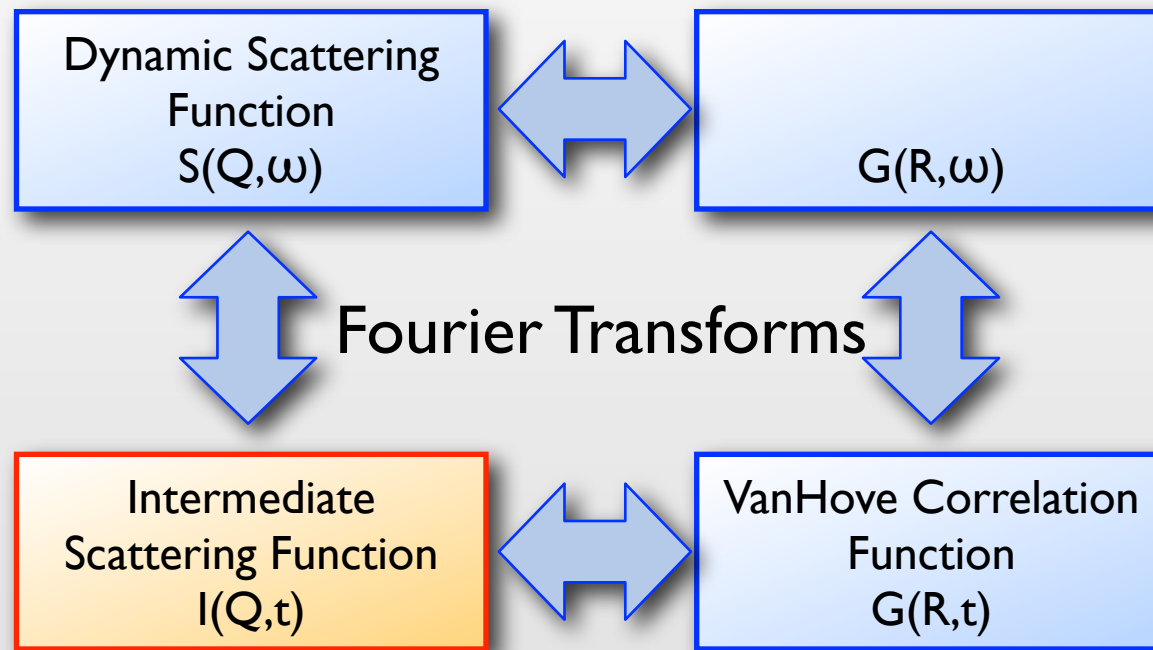 Dynamic Scattering
Function
S(Q,ω)
G(R,ω)
Fourier Transforms
Intermediate
Scattering Function
I(Q,t)
VanHove Correlation
Function
G(R,t)